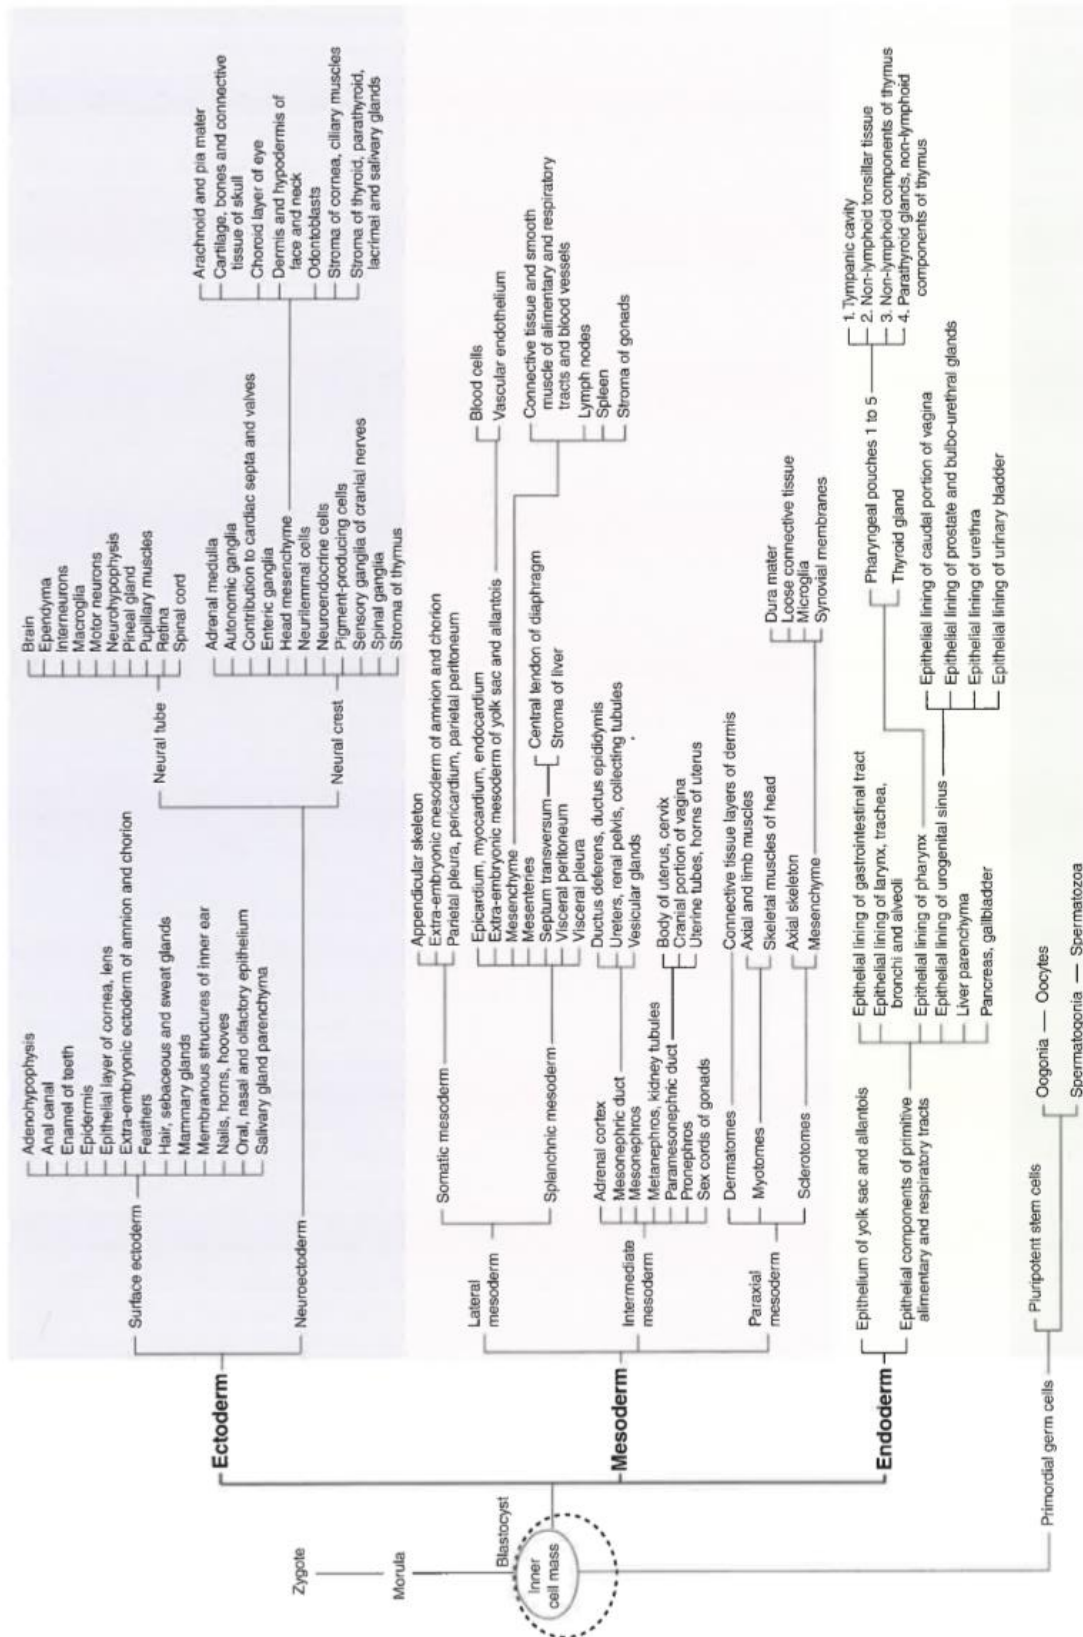 Zygote
Morula
Blastocyst
Inner
cell mass
Ectoderm
Surface ectoderm
Adenohypophysis
Anal canal
Enamel of teeth
Epidermis
Epithelial layer of cornea, lens
Extra-embryonic ectoderm of amnion and chorion
Feathers
Hair, sebaceous and sweat glands
Mammary glands
Membranous structures of inner ear
Nails, horns, hooves
Oral, nasal and olfactory epithelium
Salivary gland parenchyma
Neuroectoderm
Neural tube
Brain
Ependyma
Interneurons
Macroglia
Motor neurons
Neurohypophysis
Pineal gland
Pupillary muscles
Retina
Spinal cord
Neural crest
Adrenal medulla
Autonomic ganglia
Contribution to cardiac septa and valves
Enteric ganglia
Head mesenchyme
Neurilemmal cells
Neuroendocrine cells
Pigment-producing cells
Sensory ganglia of cranial nerves
Spinal ganglia
Stroma of thymus
Arachnoid and pia mater
Cartilage, bones and connective
tissue of skull
Choroid layer of eye
Dermis and hypodermis of
face and neck
Odontoblasts
Stroma of cornea, ciliary muscles
Stroma of thyroid, parathyroid,
lacrimal and salivary glands
Mesoderm
Lateral
mesoderm
Somatic mesoderm
Appendicular skeleton
Extra-embryonic mesoderm of amnion and chorion
Parietal pleura, pericardium, parietal peritoneum
Splanchnic mesoderm
Epicardium, myocardium, endocardium
Extra-embryonic mesoderm of yolk sac and allantois
Mesenchyme
Mesenteries
Septum transversum
Visceral peritoneum
Visceral pleura
Blood cells
Vascular endothelium
Connective tissue and smooth
muscle of alimentary and respiratory
tracts and blood vessels
Lymph nodes
Spleen
Stroma of gonads
Central tendon of diaphragm
Stroma of liver
Intermediate
mesoderm
Adrenal cortex
Mesonephric duct
Mesonephros
Metanephros, kidney tubules
Paramesonephric duct
Pronephros
Sex cords of gonads
Ductus deferens, ductus epididymis
Ureters, renal pelvis, collecting tubules
Vesicular glands
Body of uterus, cervix
Cranial portion of vagina
Uterine tubes, horns of uterus
Paraxial
mesoderm
Dermatomes
Connective tissue layers of dermis
Myotomes
Axial and limb muscles
Skeletal muscles of head
Sclerotomes
Axial skeleton
Mesenchyme
Dura mater
Loose connective tissue
Microglia
Synovial membranes
Endoderm
Epithelium of yolk sac and allantois
Epithelial components of primitive
alimentary and respiratory tracts
Epithelial lining of gastrointestinal tract
Epithelial lining of larynx, trachea,
bronchi and alveoli
Epithelial lining of pharynx
Epithelial lining of urogenital sinus
Liver parenchyma
Pancreas, gallbladder
Pharyngeal pouches 1 to 5
Thyroid gland
1. Tympanic cavity
2. Non-lymphoid tonsillar tissue
3. Non-lymphoid components of thymus
4. Parathyroid glands, non-lymphoid
components of thymus
Epithelial lining of caudal portion of vagina
Epithelial lining of prostate and bulbo-urethral glands
Epithelial lining of urethra
Epithelial lining of urinary bladder
Primordial germ cells
Pluripotent stem cells
Oogonia — Oocytes
Spermatogonia — Spermatozoa